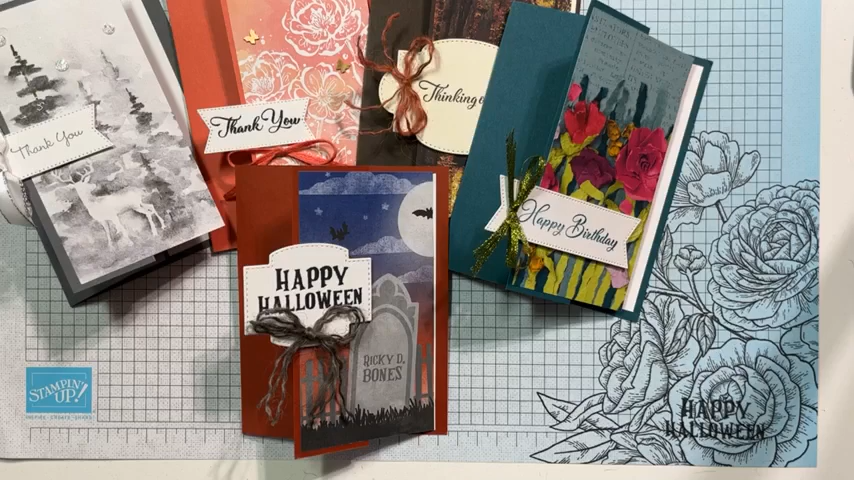 Thank You
Thank You
Thinking
Happy Birthday
HAPPY
HALLOWEEN
RICKY D.
BONES
STAMPIN'
UP!
HAPPY
HALLOWEEN